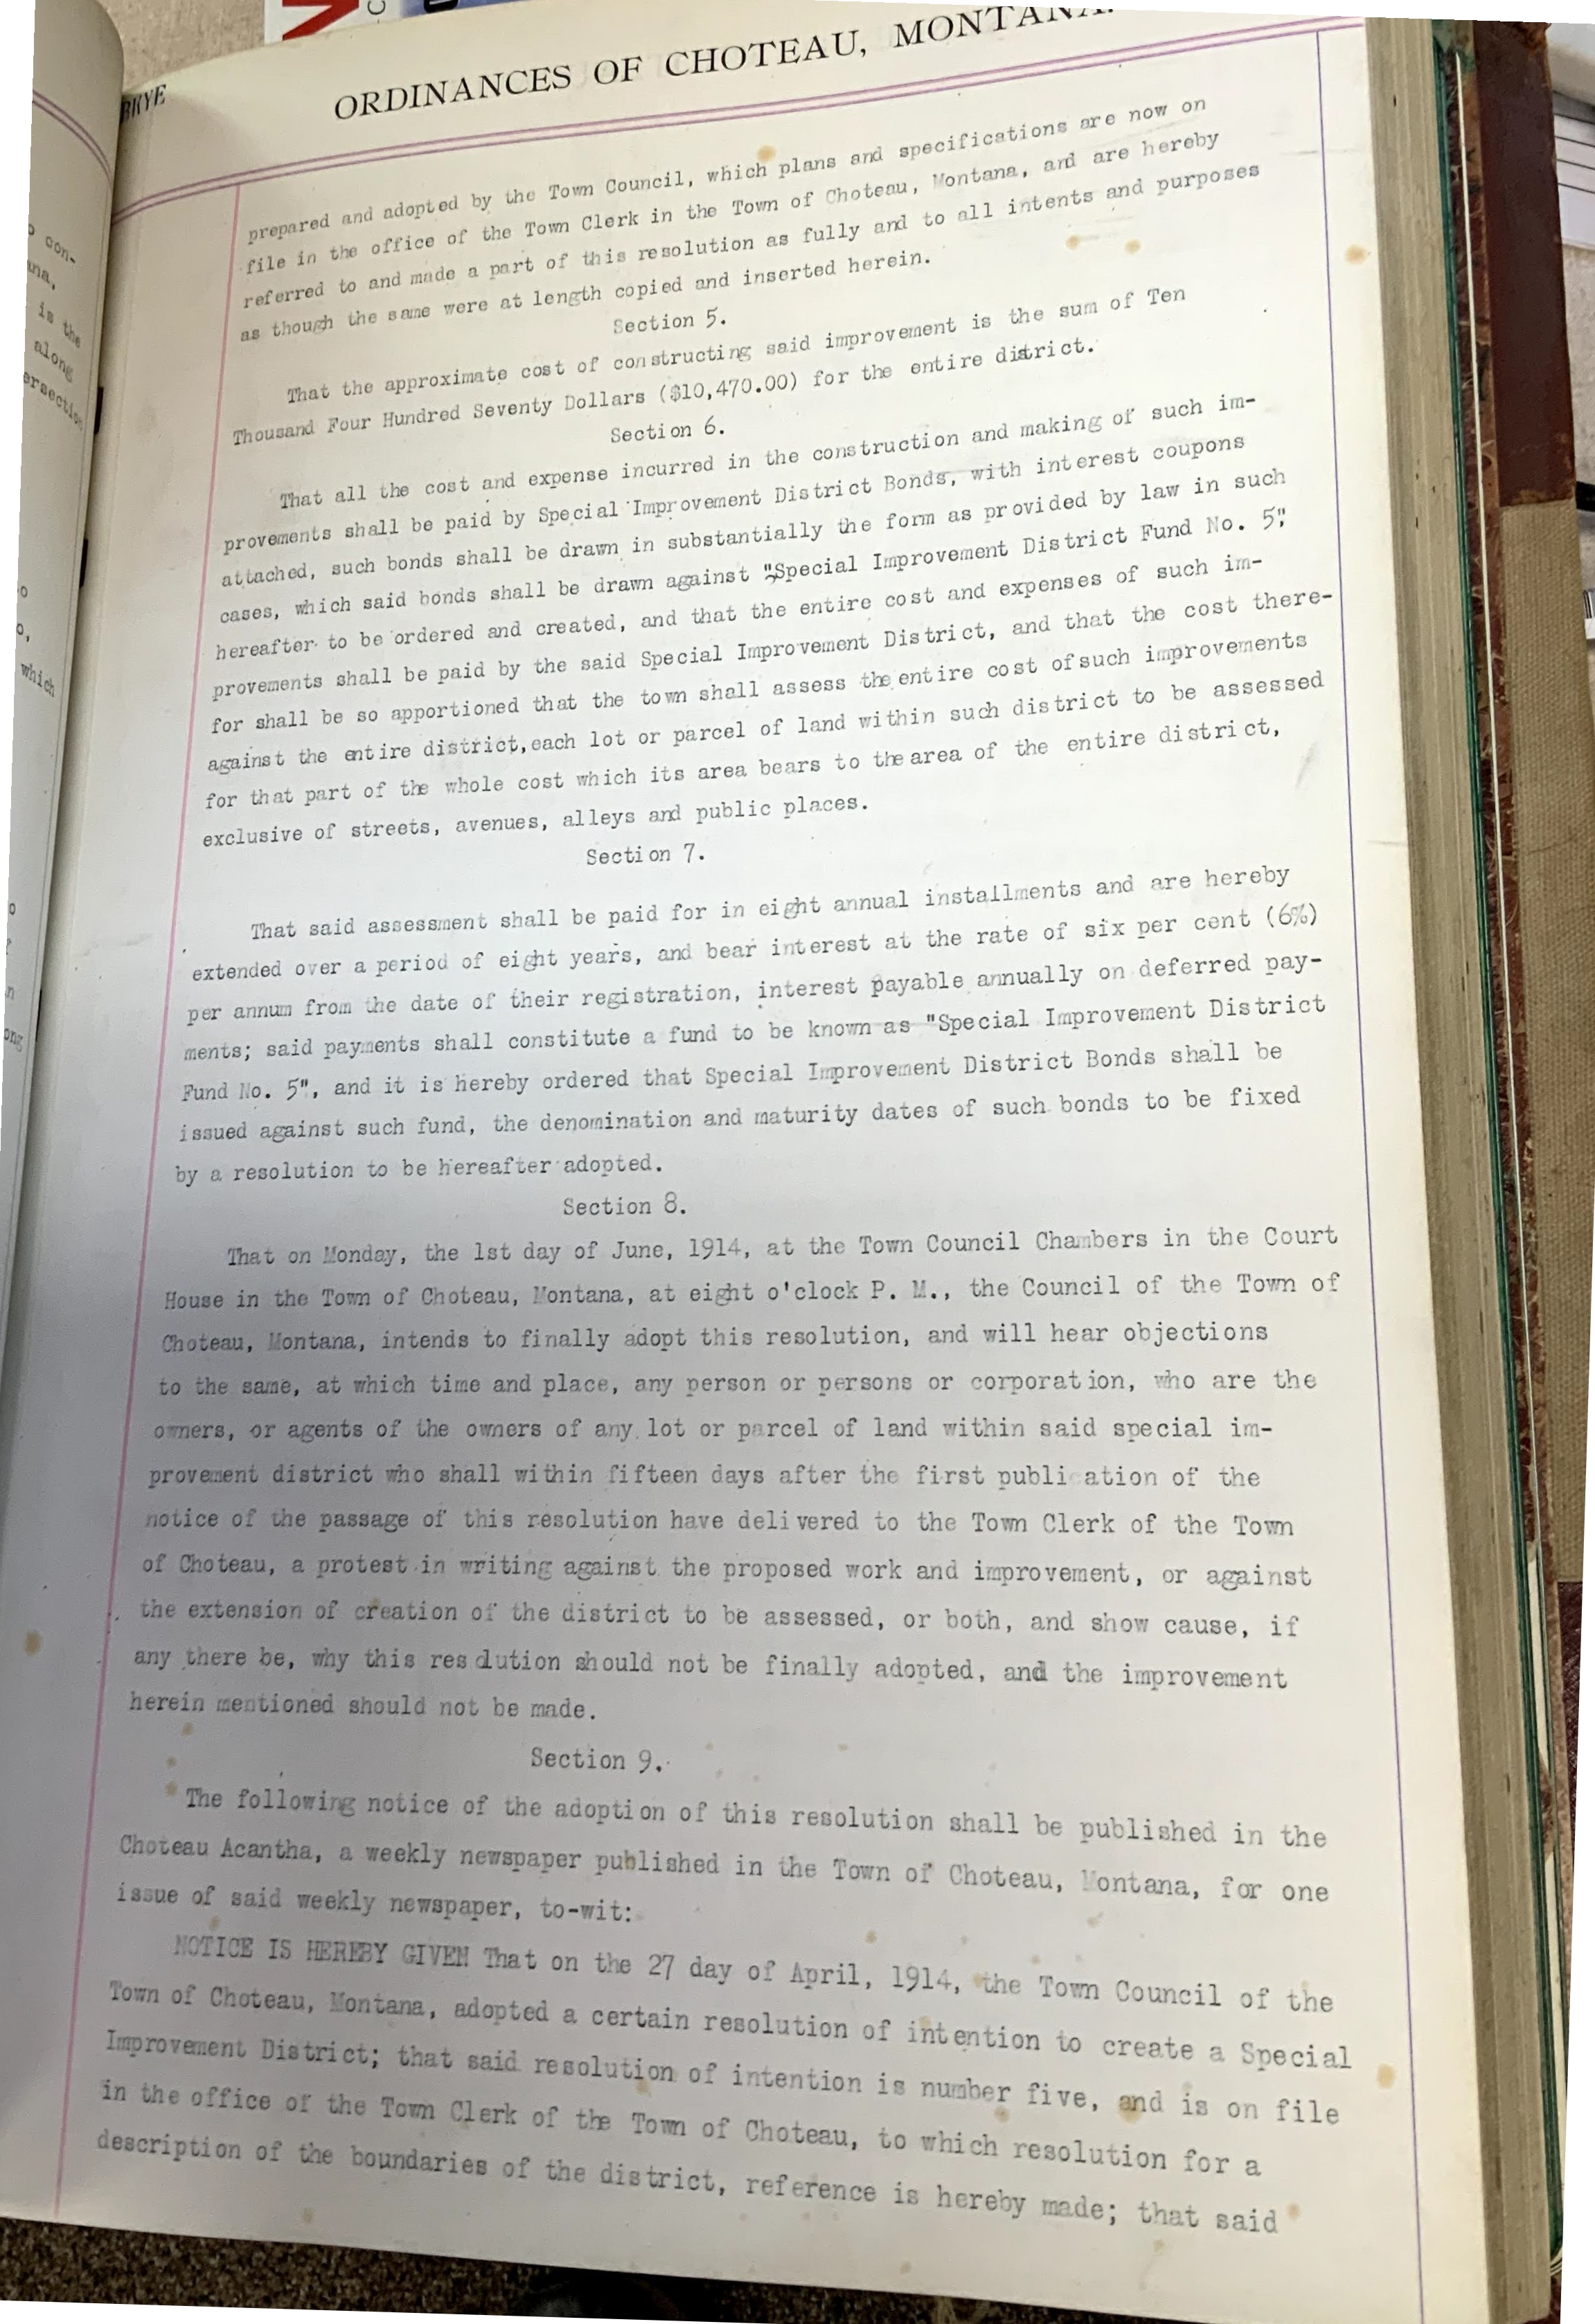 BKYE
ORDINANCES OF CHOTEAU, MONTANA.
prepared and adopted by the Town Council, which plans and specifications are now on
file in the office of the Town Clerk in the Town of Choteau, Montana, and are hereby
referred to and made a part of this resolution as fully and to all intents and purposes
as though the same were at length copied and inserted herein.
Section 5.
That the approximate cost of constructing said improvement is the sum of Ten
Thousand Four Hundred Seventy Dollars ($10,470.00) for the entire district.
Section 6.
That all the cost and expense incurred in the construction and making of such im-
provements shall be paid by Special Improvement District Bonds, with interest coupons
attached, such bonds shall be drawn in substantially the form as provided by law in such
cases, which said bonds shall be drawn against "Special Improvement District Fund No. 5",
hereafter to be ordered and created, and that the entire cost and expenses of such im-
provements shall be paid by the said Special Improvement District, and that the cost there-
for shall be so apportioned that the town shall assess the entire cost of such improvements
against the entire district, each lot or parcel of land within such district to be assessed
for that part of the whole cost which its area bears to the area of the entire district,
exclusive of streets, avenues, alleys and public places.
Section 7.
That said assessment shall be paid for in eight annual installments and are hereby
extended over a period of eight years, and bear interest at the rate of six per cent (6%)
per annum from the date of their registration, interest payable annually on deferred pay-
ments; said payments shall constitute a fund to be known as "Special Improvement District
Fund No. 5", and it is hereby ordered that Special Improvement District Bonds shall be
issued against such fund, the denomination and maturity dates of such bonds to be fixed
by a resolution to be hereafter adopted.
Section 8.
That on Monday, the 1st day of June, 1914, at the Town Council Chambers in the Court
House in the Town of Choteau, Montana, at eight o'clock P. M., the Council of the Town of
Choteau, Montana, intends to finally adopt this resolution, and will hear objections
to the same, at which time and place, any person or persons or corporation, who are the
owners, or agents of the owners of any lot or parcel of land within said special im-
provement district who shall within fifteen days after the first publication of the
notice of the passage of this resolution have delivered to the Town Clerk of the Town
of Choteau, a protest in writing against the proposed work and improvement, or against
the extension of creation of the district to be assessed, or both, and show cause, if
any there be, why this resolution should not be finally adopted, and the improvement
herein mentioned should not be made.
Section 9.
The following notice of the adoption of this resolution shall be published in the
Choteau Acantha, a weekly newspaper published in the Town of Choteau, Montana, for one
issue of said weekly newspaper, to-wit:
NOTICE IS HEREBY GIVEN That on the 27 day of April, 1914, the Town Council of the
Town of Choteau, Montana, adopted a certain resolution of intention to create a Special
Improvement District; that said resolution of intention is number five, and is on file
in the office of the Town Clerk of the Town of Choteau, to which resolution for a
description of the boundaries of the district, reference is hereby made; that said